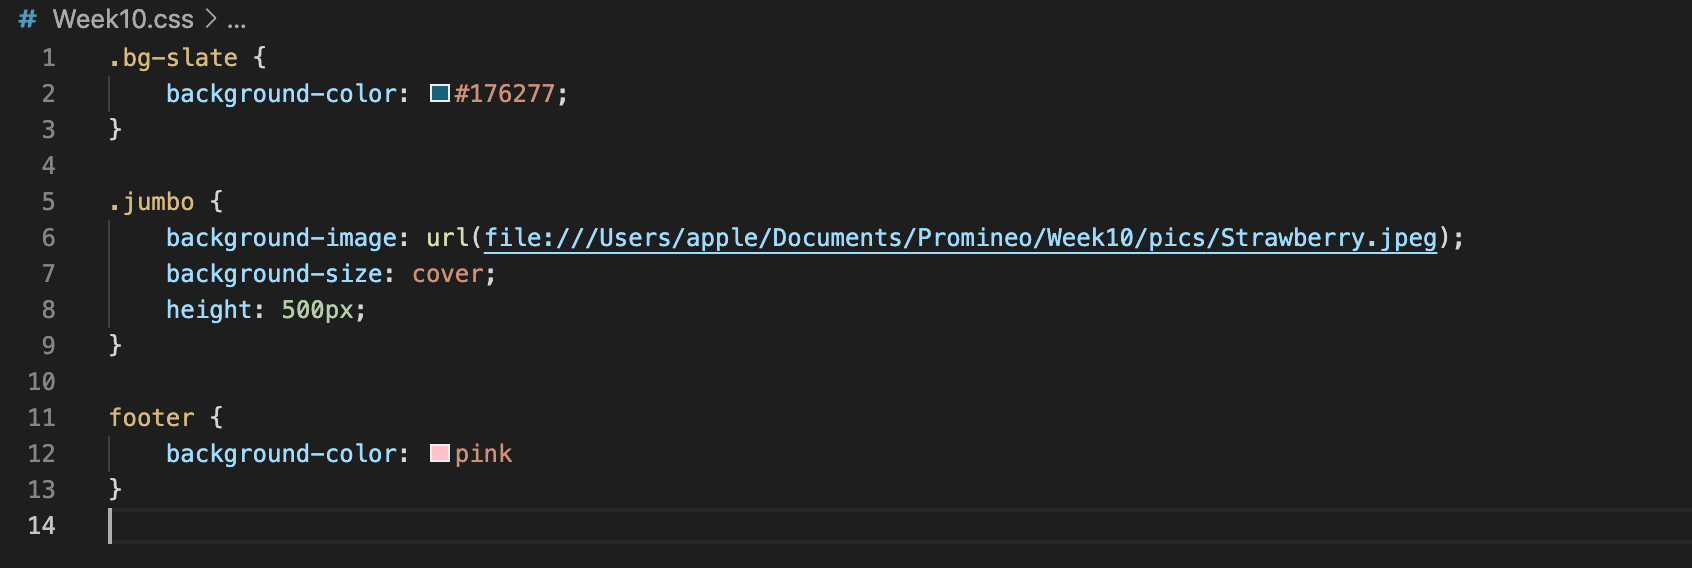 # Week10.css > ...
1 .bg-slate {
2 background-color: #176277;
3 }
4
5 .jumbo {
6 background-image: url(file:///Users/apple/Documents/Promineo/Week10/pics/Strawberry.jpeg);
7 background-size: cover;
8 height: 500px;
9 }
10
11 footer {
12 background-color: pink
13 }
14